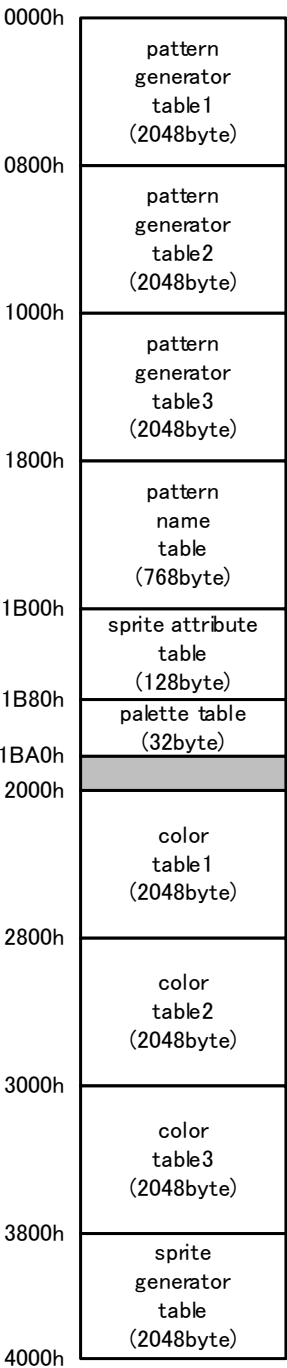 0000h
pattern
generator
table1
(2048byte)
0800h
pattern
generator
table2
(2048byte)
1000h
pattern
generator
table3
(2048byte)
1800h
pattern
name
table
(768byte)
1B00h
sprite attribute
table
(128byte)
1B80h
palette table
(32byte)
1BA0h
2000h
color
table1
(2048byte)
2800h
color
table2
(2048byte)
3000h
color
table3
(2048byte)
3800h
sprite
generator
table
(2048byte)
4000h